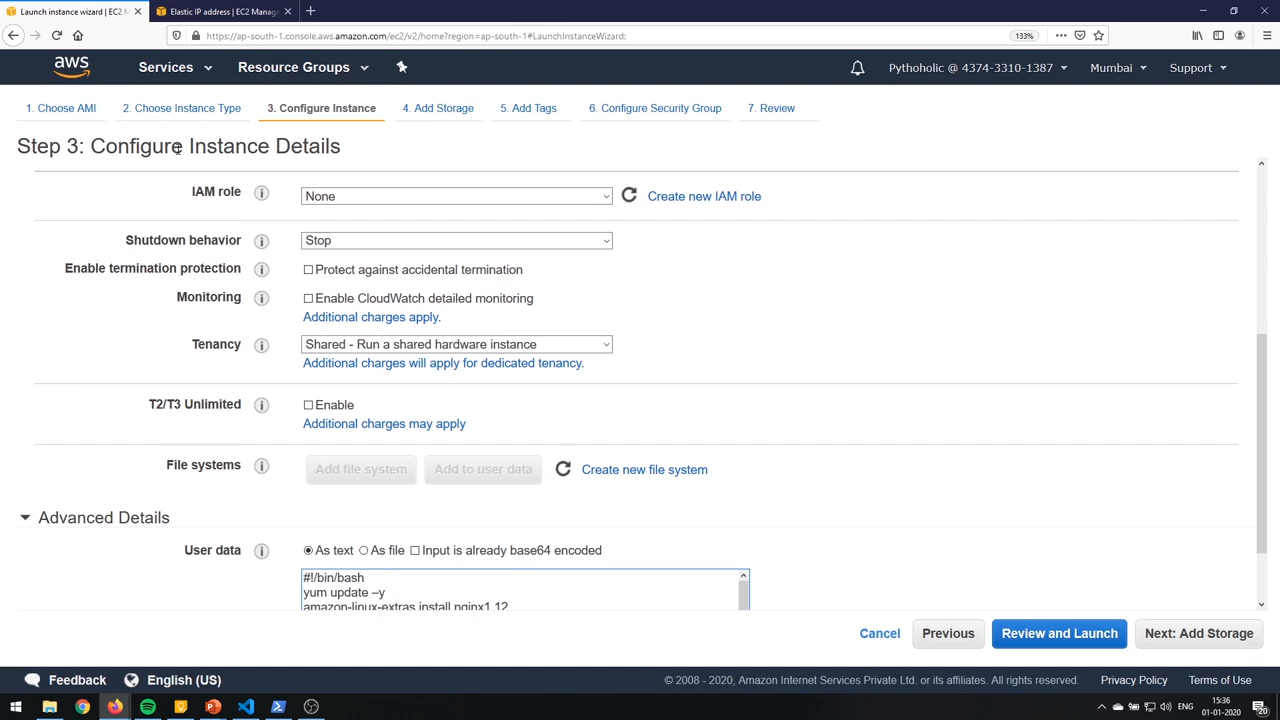 Launch instance wizard | EC2 M
Elastic IP address | EC2 Manage
https://ap-south-1.console.aws.amazon.com/ec2/v2/home?region=ap-south-1#LaunchInstanceWizard:
133%
aws
Services
Resource Groups
Pythoholic @ 4374-3310-1387
Mumbai
Support
1. Choose AMI
2. Choose Instance Type
3. Configure Instance
4. Add Storage
5. Add Tags
6. Configure Security Group
7. Review
Step 3: Configure Instance Details
IAM role
None
Create new IAM role
Shutdown behavior
Stop
Enable termination protection
Protect against accidental termination
Monitoring
Enable CloudWatch detailed monitoring
Additional charges apply.
Tenancy
Shared - Run a shared hardware instance
Additional charges will apply for dedicated tenancy.
T2/T3 Unlimited
Enable
Additional charges may apply
File systems
Add file system
Add to user data
Create new file system
Advanced Details
User data
As text
As file
Input is already base64 encoded
#!/bin/bash
yum update –y
amazon-linux-extras install nginx1.12
Cancel
Previous
Review and Launch
Next: Add Storage
Feedback
English (US)
© 2008 - 2020, Amazon Internet Services Private Ltd. or its affiliates. All rights reserved.
Privacy Policy
Terms of Use
ENG
15:36
01-01-2020
20